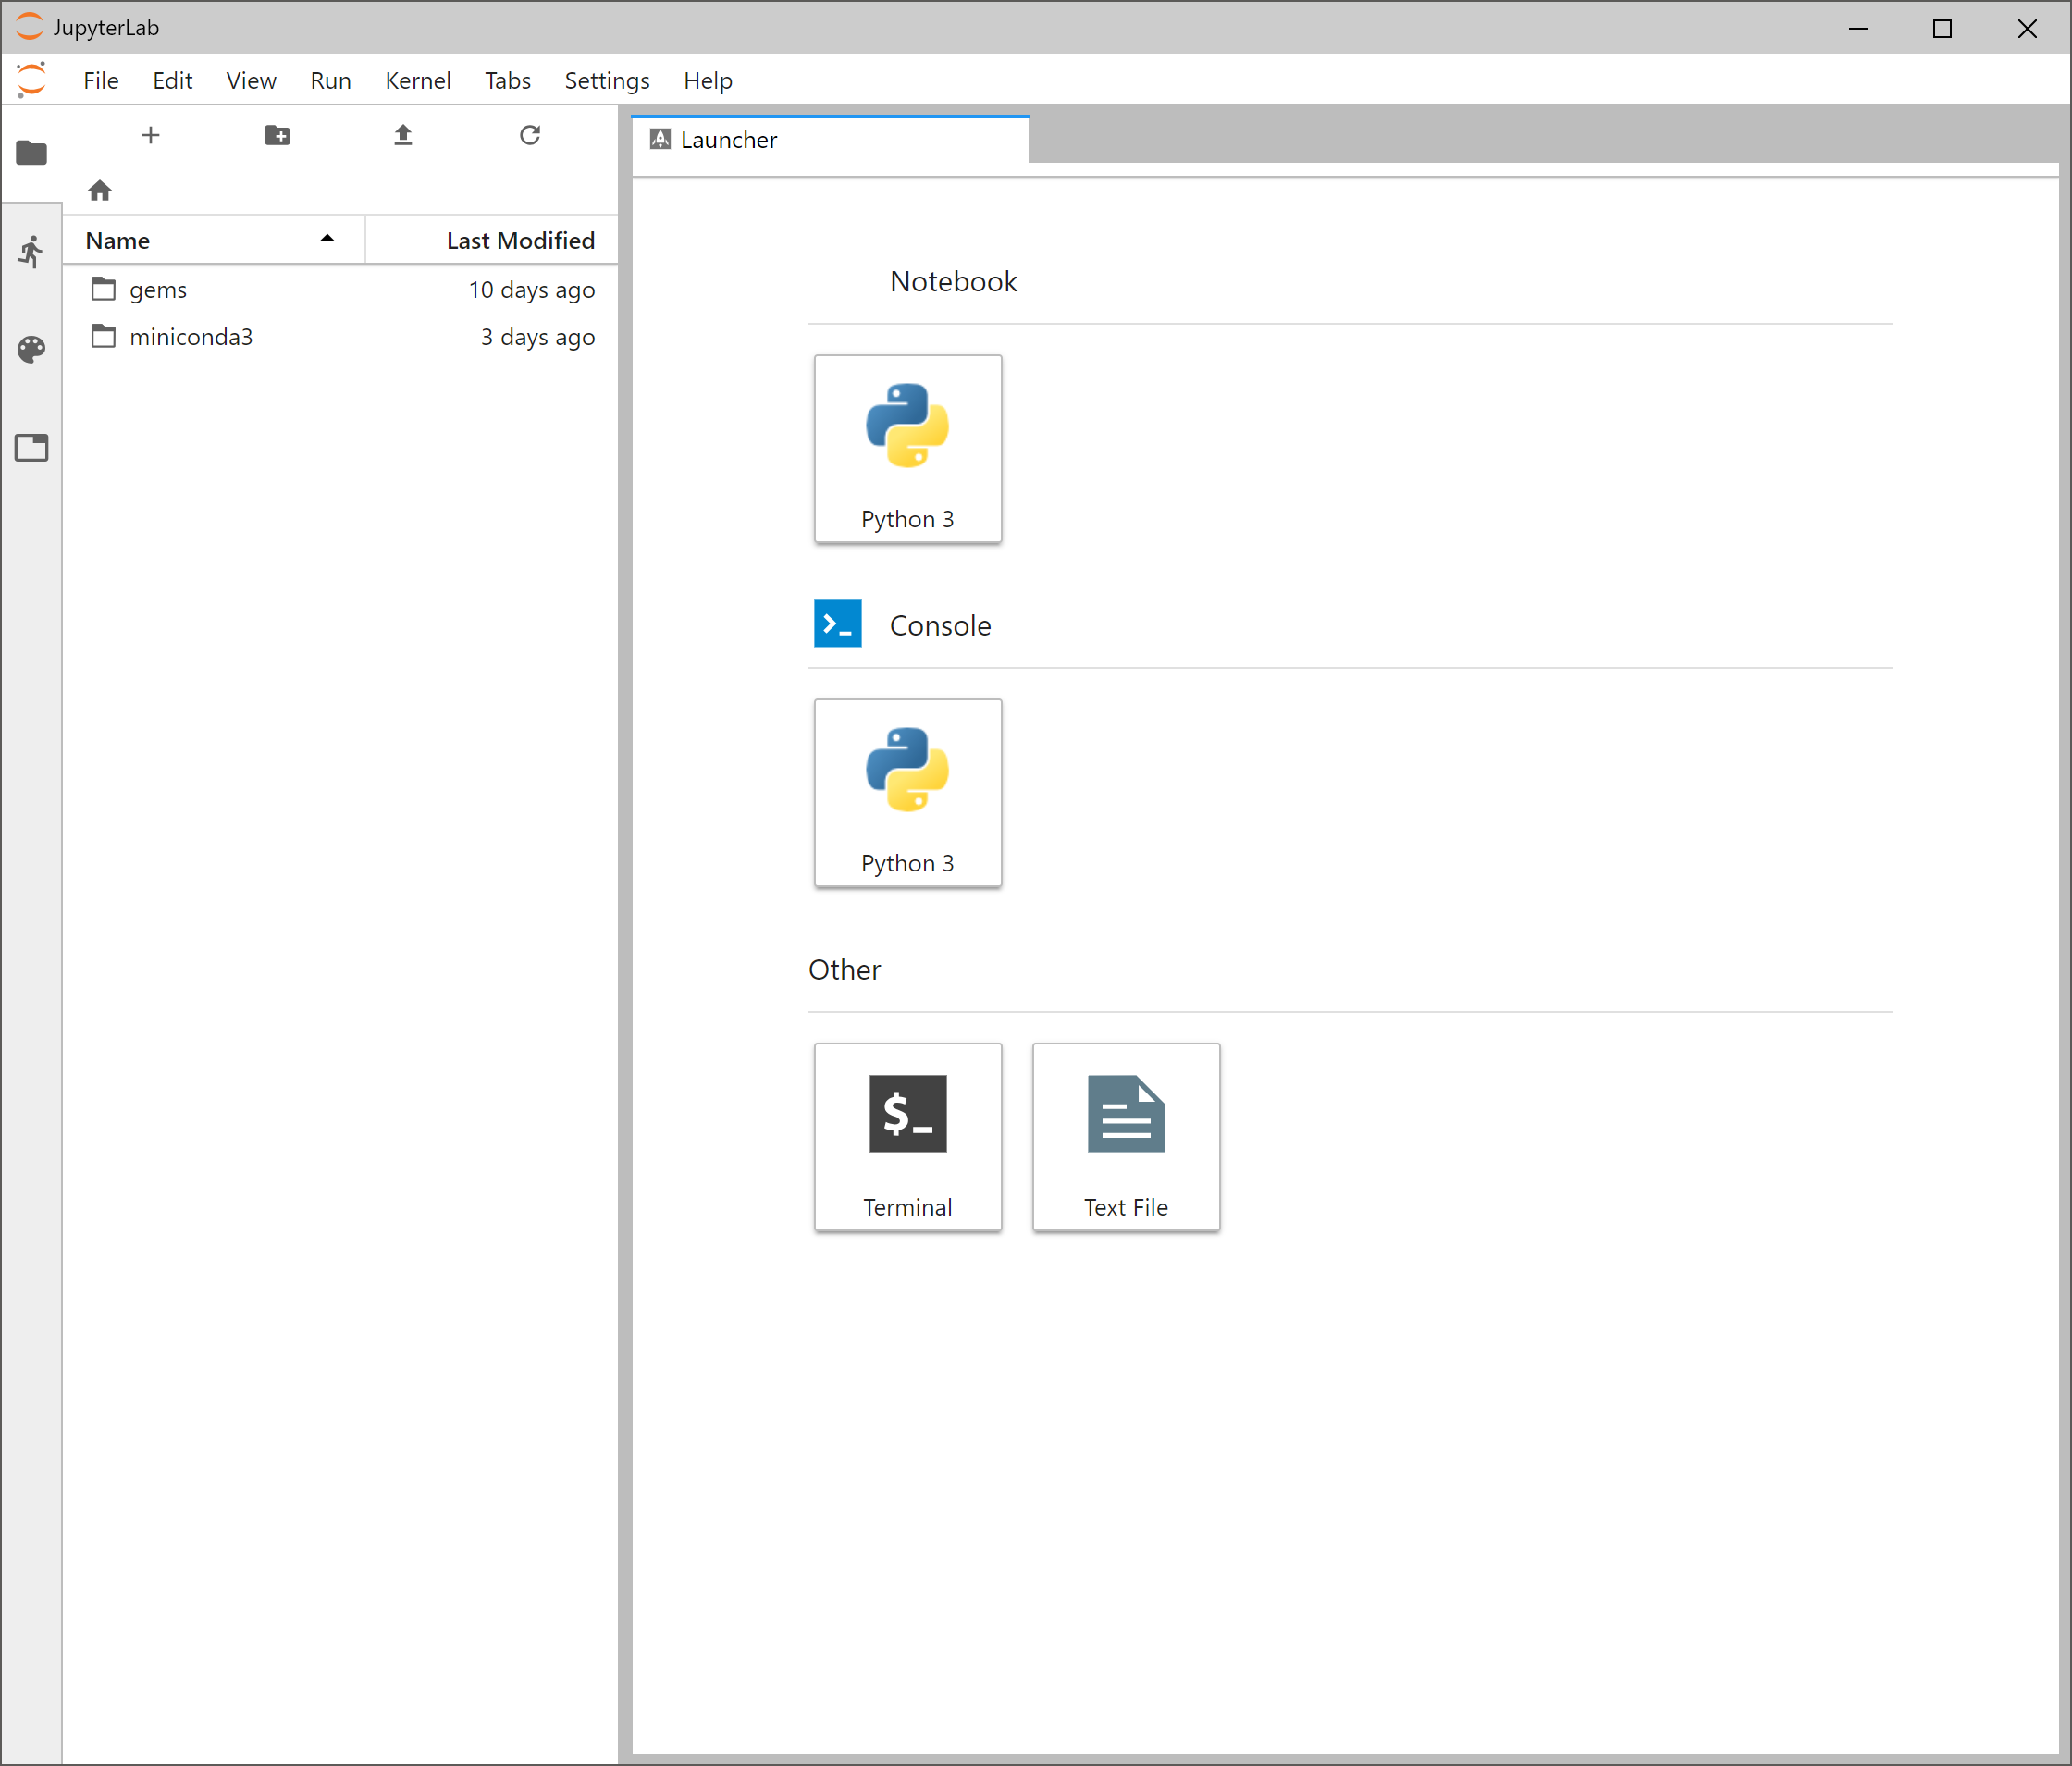 JupyterLab
File Edit View Run Kernel Tabs Settings Help
Launcher
Name Last Modified
gems 10 days ago
miniconda3 3 days ago
Notebook
Python 3
Console
Python 3
Other
$_
Terminal Text File